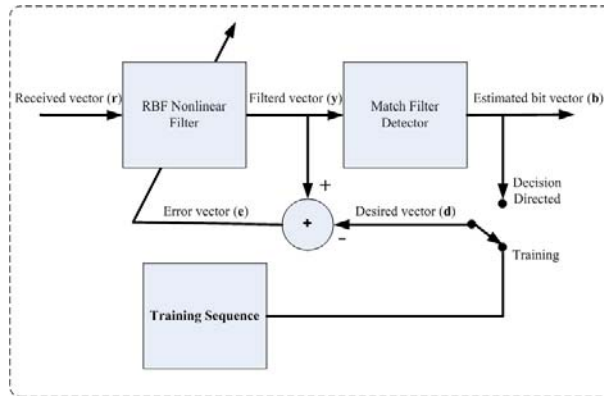 Received vector (r)
RBF Nonlinear
Filter
Filterd vector (y)
Match Filter
Detector
Estimated bit vector (b)
+
Decision
Directed
Error vector (e)
+
Desired vector (d)
–
Training
Training Sequence